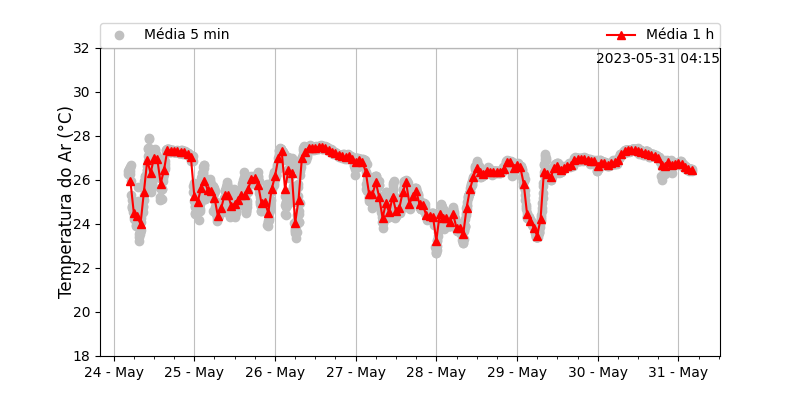 Média 5 min
Média 1 h
2023-05-31 04:15
Temperatura do Ar (°C)
32
30
28
26
24
22
20
18
24 - May
25 - May
26 - May
27 - May
28 - May
29 - May
30 - May
31 - May